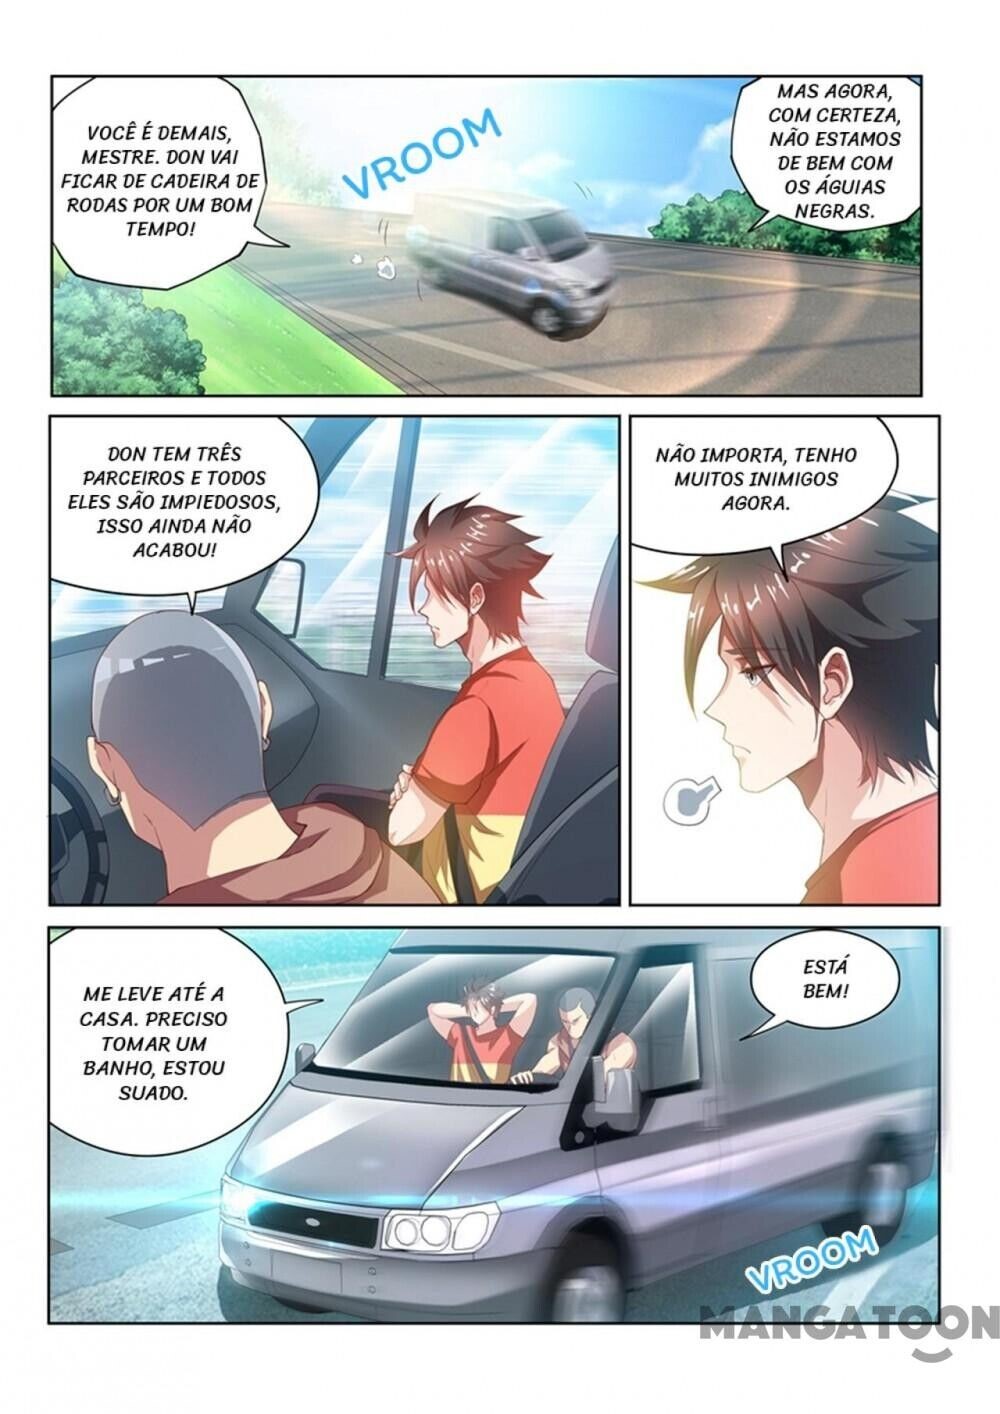 VOCÊ É DEMAIS,
MESTRE. DON VAI
FICAR DE CADEIRA DE
RODAS POR UM BOM
TEMPO!
VROOM
MAS AGORA,
COM CERTEZA,
NÃO ESTAMOS
DE BEM COM
OS ÁGUIAS
NEGRAS.
DON TEM TRÊS
PARCEIROS E TODOS
ELES SÃO IMPIEDOSOS,
ISSO AINDA NÃO
ACABOU!
NÃO IMPORTA, TENHO
MUITOS INIMIGOS
AGORA.
ME LEVE ATÉ A
CASA. PRECISO
TOMAR UM
BANHO, ESTOU
SUADO.
ESTÁ
BEM!
VROOM
MANGATOON